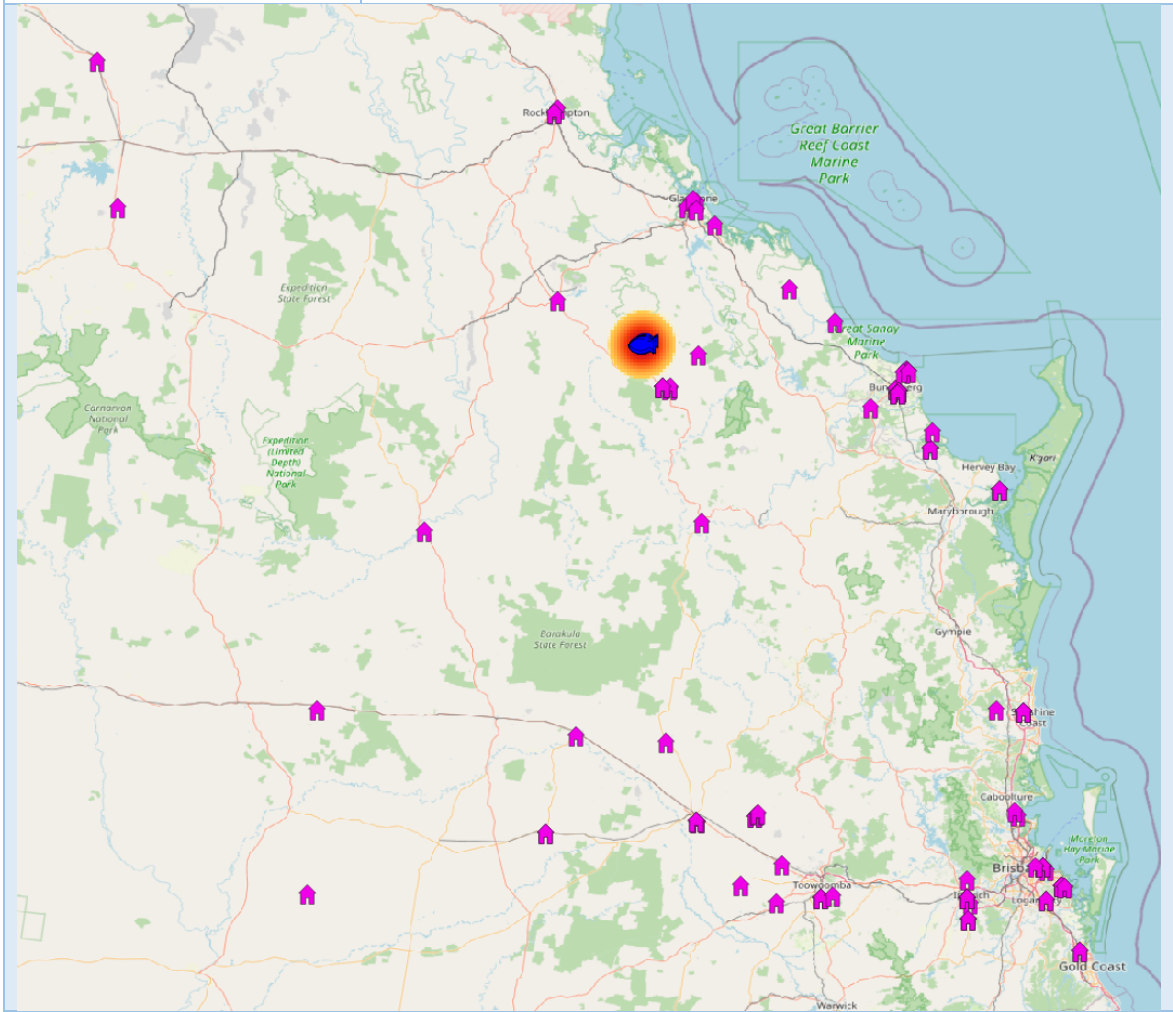 Great Barrier
Reef Coast
Marine
Park
Expedition
State Forest
Great Sandy
Marine
Park
Carnarvon
National
Park
Expedition
(Limited
Depth)
National
Park
K'gari
Hervey Bay
Maryborough
Gympie
Barakula
State Forest
Caboolture
Moreton
Bay Marine
Park
Toowoomba
Gold Coast
Warwick